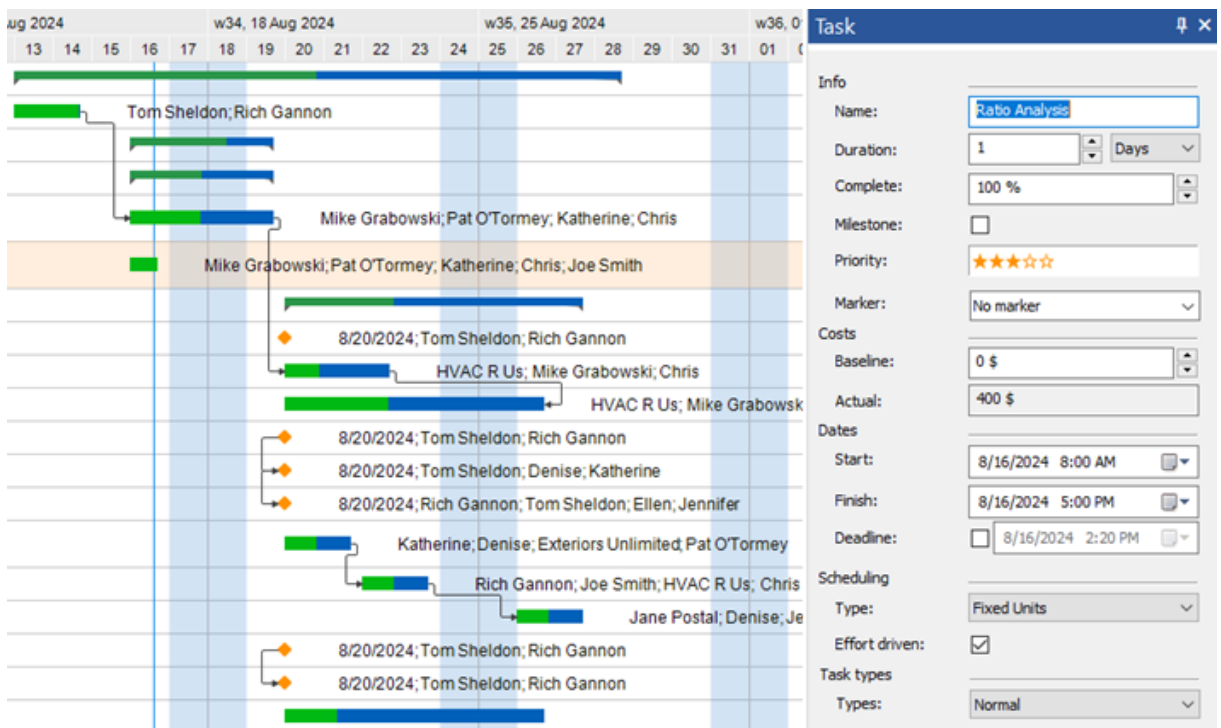 ug 2024 w34, 18 Aug 2024 w35, 25 Aug 2024 w36, 0
13 14 15 16 17 18 19 20 21 22 23 24 25 26 27 28 29 30 31 01 0
Tom Sheldon; Rich Gannon
Mike Grabowski; Pat O'Tormey; Katherine; Chris
Mike Grabowski; Pat O'Tormey; Katherine; Chris; Joe Smith
8/20/2024; Tom Sheldon; Rich Gannon
HVAC R Us; Mike Grabowski; Chris
HVAC R Us; Mike Grabowsk
8/20/2024; Tom Sheldon; Rich Gannon
8/20/2024; Tom Sheldon; Denise; Katherine
8/20/2024; Rich Gannon; Tom Sheldon; Ellen; Jennifer
Katherine; Denise; Exteriors Unlimited; Pat O'Tormey
Rich Gannon; Joe Smith; HVAC R Us; Chris
Jane Postal; Denise; Je
8/20/2024; Tom Sheldon; Rich Gannon
8/20/2024; Tom Sheldon; Rich Gannon
Task
Info
Name: Ratio Analysis
Duration: 1 Days
Complete: 100 %
Milestone:
Priority:
Marker: No marker
Costs
Baseline: 0 $
Actual: 400 $
Dates
Start: 8/16/2024 8:00 AM
Finish: 8/16/2024 5:00 PM
Deadline: 8/16/2024 2:20 PM
Scheduling
Type: Fixed Units
Effort driven:
Task types
Types: Normal